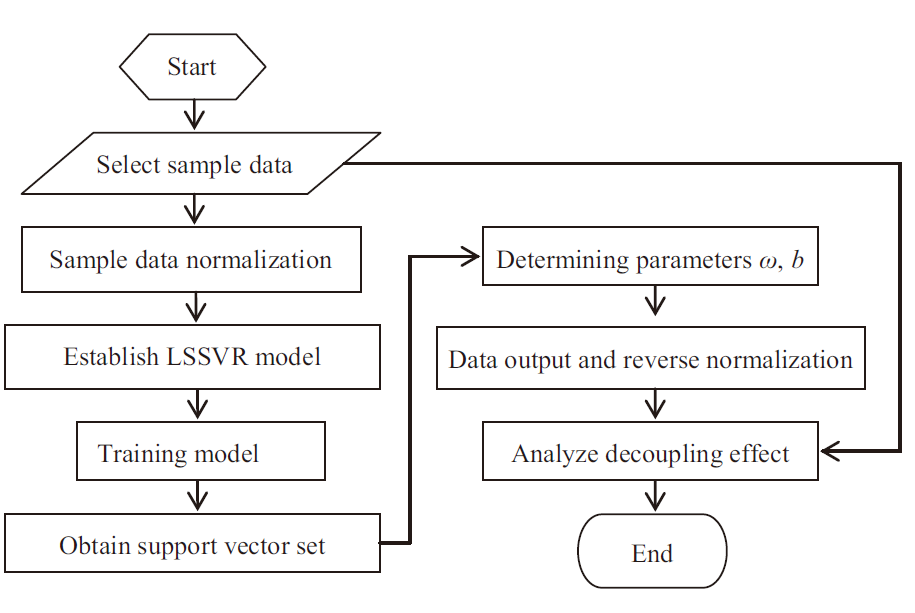 Start
Select sample data
Sample data normalization
Establish LSSVR model
Training model
Obtain support vector set
Determining parameters ω, b
Data output and reverse normalization
Analyze decoupling effect
End